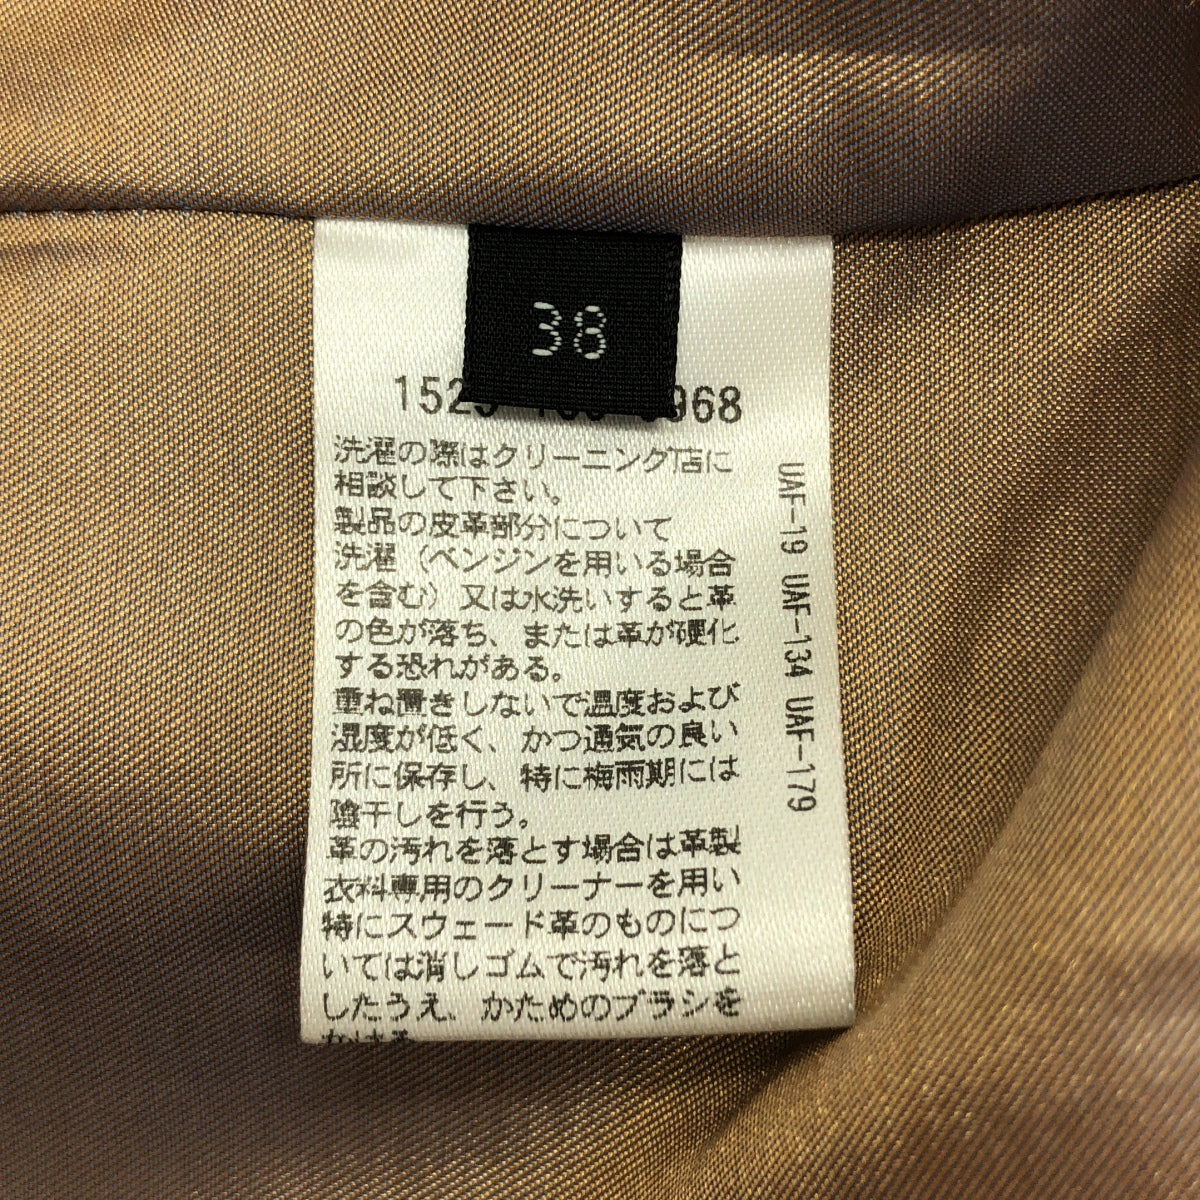 38
968
洗濯の際はクリーニング店に
相談して下さい。
製品の皮革部分について
洗濯(ベンジンを用いる場合
を含む)又は水洗いすると革
の色が落ち、または革が硬化
する恐れがある。
重ね置きしないで温度および
湿度が低く、かつ通気の良い
所に保存し、特に梅雨期には
陰干しを行う。
革の汚れを落とす場合は革製
衣料専用のクリーナーを用い
特にスウェード革のものにつ
いては消しゴムで汚れを落と
したうえ、かためのブラシを
UAF-19 UAF-134 UAF-179